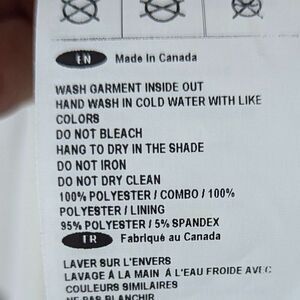 EN Made In Canada
WASH GARMENT INSIDE OUT
HAND WASH IN COLD WATER WITH LIKE
COLORS
DO NOT BLEACH
HANG TO DRY IN THE SHADE
DO NOT IRON
DO NOT DRY CLEAN
100% POLYESTER / COMBO / 100%
POLYESTER / LINING
95% POLYESTER / 5% SPANDEX
FR Fabriqué au Canada
LAVER SUR L'ENVERS
LAVAGE À LA MAIN À L'EAU FROIDE AVEC
COULEURS SIMILAIRES
NE PAS BLANCHIR